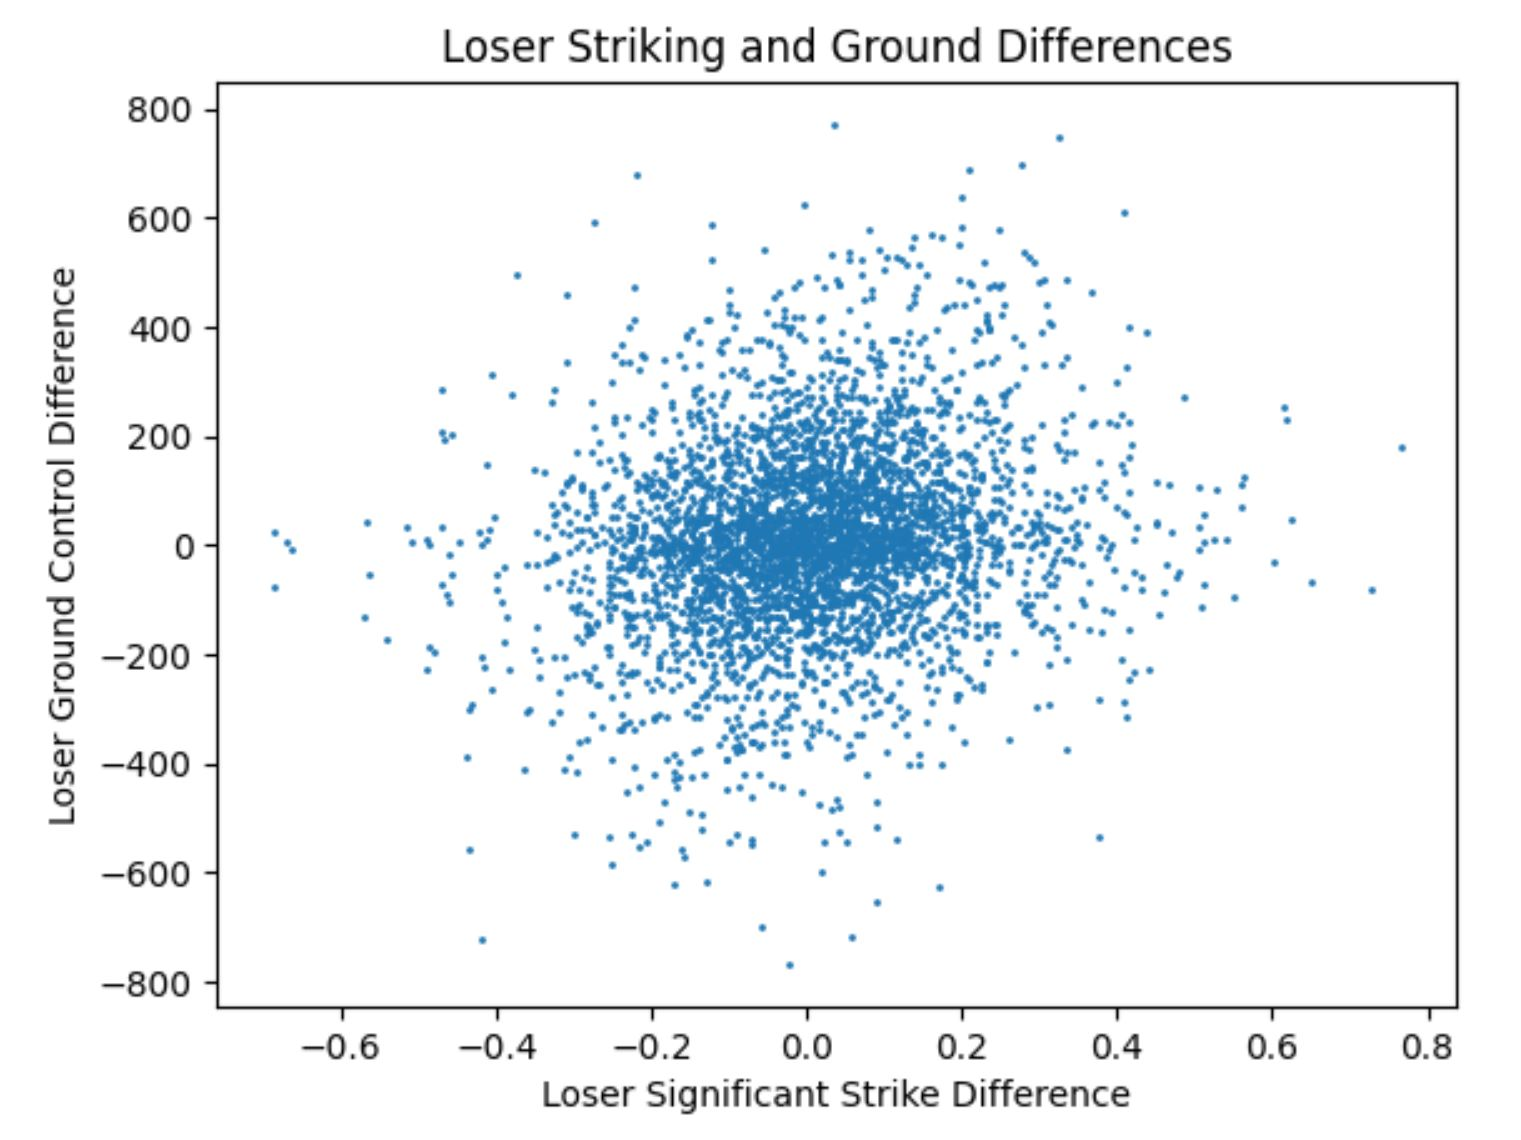 Loser Striking and Ground Differences
800
600
400
200
0
−200
−400
−600
−800
Loser Ground Control Difference
−0.6 −0.4 −0.2 0.0 0.2 0.4 0.6 0.8
Loser Significant Strike Difference